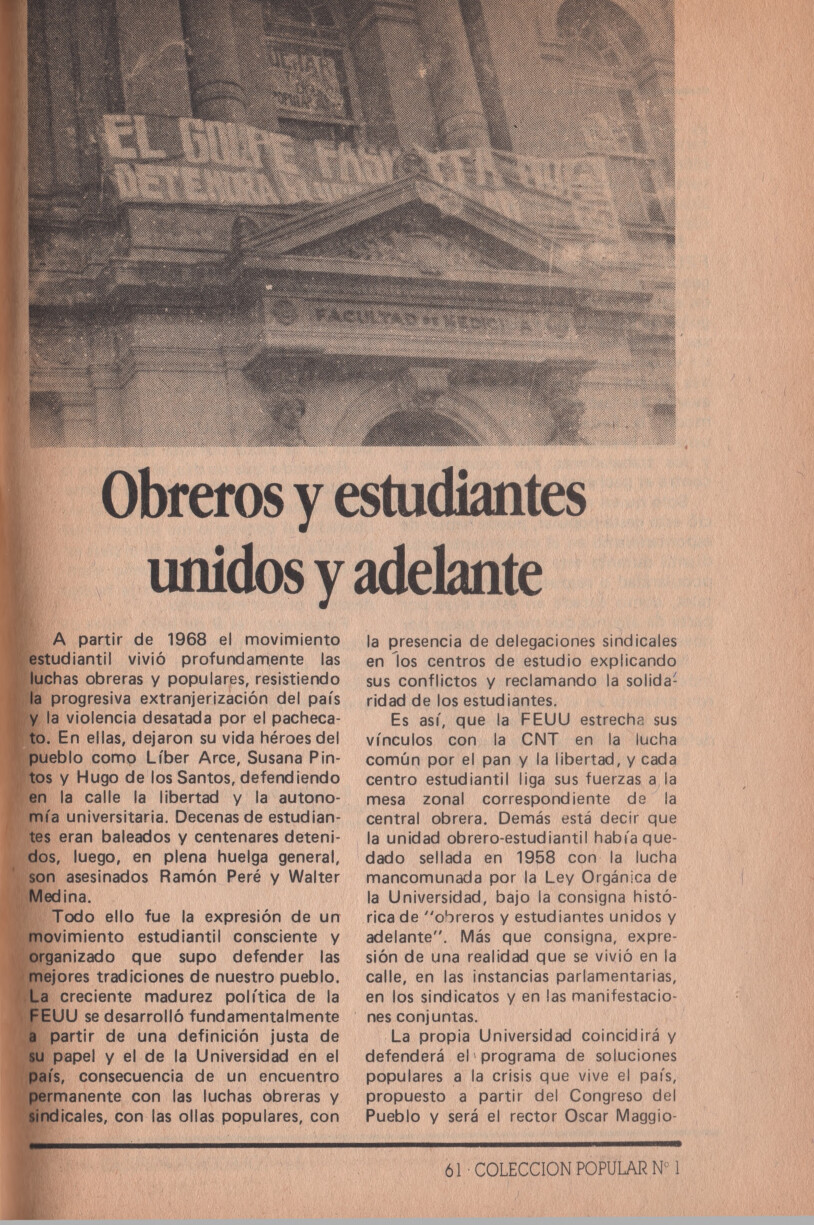 LUCHAR
POPULAR
EL GOLPE FASCISTA
DETENDRA
FACULTAD DE MEDICINA
Obreros y estudiantes
unidos y adelante
A partir de 1968 el movimiento
estudiantil vivió profundamente las
luchas obreras y populares, resistiendo
la progresiva extranjerización del país
y la violencia desatada por el pacheca-
to. En ellas, dejaron su vida héroes del
pueblo como Líber Arce, Susana Pin-
tos y Hugo de los Santos, defendiendo
en la calle la libertad y la autono-
mía universitaria. Decenas de estudian-
tes eran baleados y centenares deteni-
dos, luego, en plena huelga general,
son asesinados Ramón Peré y Walter
Medina.
Todo ello fue la expresión de un
movimiento estudiantil consciente y
organizado que supo defender las
mejores tradiciones de nuestro pueblo.
La creciente madurez política de la
FEUU se desarrolló fundamentalmente
a partir de una definición justa de
su papel y el de la Universidad en el
país, consecuencia de un encuentro
permanente con las luchas obreras y
sindicales, con las ollas populares, con
la presencia de delegaciones sindicales
en los centros de estudio explicando
sus conflictos y reclamando la solida-
ridad de los estudiantes.
Es así, que la FEUU estrecha sus
vínculos con la CNT en la lucha
común por el pan y la libertad, y cada
centro estudiantil liga sus fuerzas a la
mesa zonal correspondiente de la
central obrera. Demás está decir que
la unidad obrero-estudiantil había que-
dado sellada en 1958 con la lucha
mancomunada por la Ley Orgánica de
la Universidad, bajo la consigna histó-
rica de "obreros y estudiantes unidos y
adelante". Más que consigna, expre-
sión de una realidad que se vivió en la
calle, en las instancias parlamentarias,
en los sindicatos y en las manifestacio-
nes conjuntas.
La propia Universidad coincidirá y
defenderá el programa de soluciones
populares a la crisis que vive el país,
propuesto a partir del Congreso del
Pueblo y será el rector Oscar Maggio-
61 · COLECCION POPULAR Nº 1